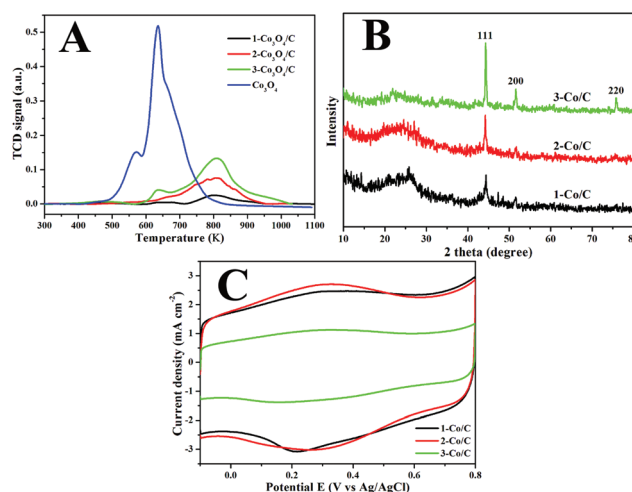 A
1-Co₃O₄/C
2-Co₃O₄/C
3-Co₃O₄/C
Co₃O₄
TCD signal (a.u.)
0.5
0.4
0.3
0.2
0.1
0.0
300 400 500 600 700 800 900 1000 1100
Temperature (K)
B
111
200
220
3-Co/C
2-Co/C
1-Co/C
Intensity
10 20 30 40 50 60 70 80
2 theta (degree)
C
Current density (mA cm⁻²)
3
2
1
0
-1
-2
-3
1-Co/C
2-Co/C
3-Co/C
0.0 0.2 0.4 0.6 0.8
Potential E (V vs Ag/AgCl)